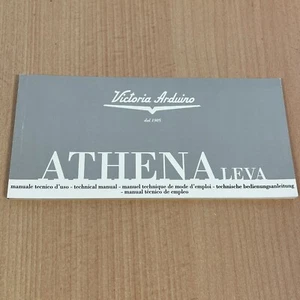 Victoria Arduino
dal 1905
ATHENA LEVA
manuale tecnico d'uso - technical manual - manuel technique de mode d'emploi - technische bedienungsanleitung
- manual técnico de empleo